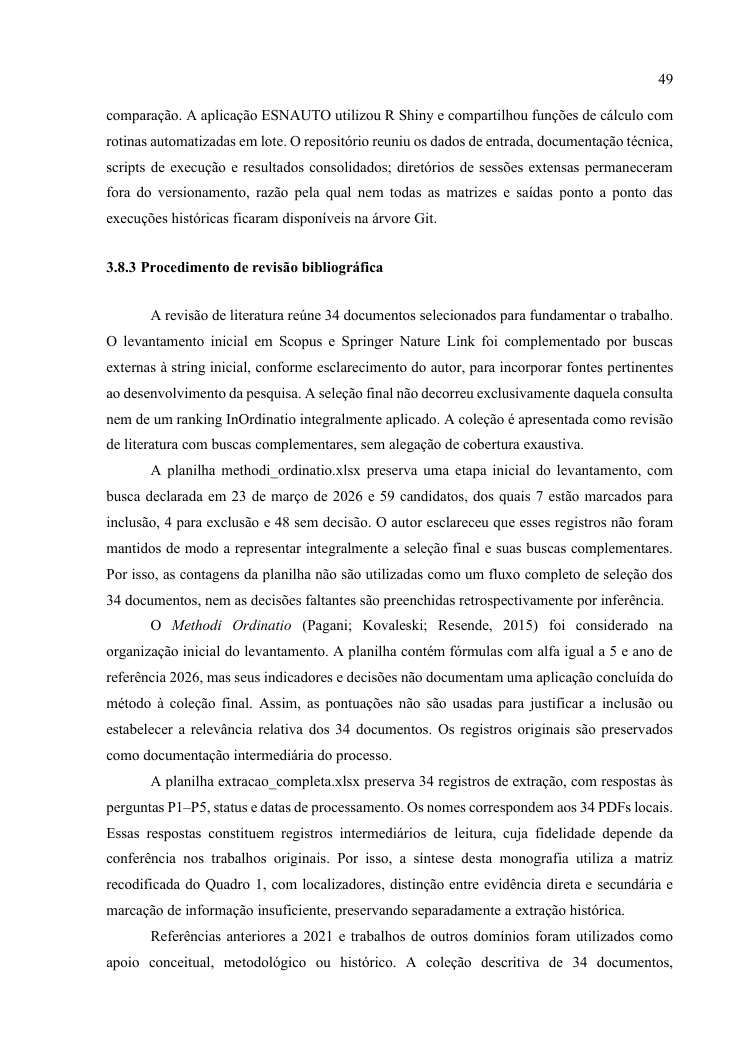 49
comparação. A aplicação ESNAUTO utilizou R Shiny e compartilhou funções de cálculo com
rotinas automatizadas em lote. O repositório reuniu os dados de entrada, documentação técnica,
scripts de execução e resultados consolidados; diretórios de sessões extensas permaneceram
fora do versionamento, razão pela qual nem todas as matrizes e saídas ponto a ponto das
execuções históricas ficaram disponíveis na árvore Git.
3.8.3 Procedimento de revisão bibliográfica
A revisão de literatura reúne 34 documentos selecionados para fundamentar o trabalho.
O levantamento inicial em Scopus e Springer Nature Link foi complementado por buscas
externas à string inicial, conforme esclarecimento do autor, para incorporar fontes pertinentes
ao desenvolvimento da pesquisa. A seleção final não decorreu exclusivamente daquela consulta
nem de um ranking InOrdinatio integralmente aplicado. A coleção é apresentada como revisão
de literatura com buscas complementares, sem alegação de cobertura exaustiva.
A planilha methodi_ordinatio.xlsx preserva uma etapa inicial do levantamento, com
busca declarada em 23 de março de 2026 e 59 candidatos, dos quais 7 estão marcados para
inclusão, 4 para exclusão e 48 sem decisão. O autor esclareceu que esses registros não foram
mantidos de modo a representar integralmente a seleção final e suas buscas complementares.
Por isso, as contagens da planilha não são utilizadas como um fluxo completo de seleção dos
34 documentos, nem as decisões faltantes são preenchidas retrospectivamente por inferência.
O Methodi Ordinatio (Pagani; Kovaleski; Resende, 2015) foi considerado na
organização inicial do levantamento. A planilha contém fórmulas com alfa igual a 5 e ano de
referência 2026, mas seus indicadores e decisões não documentam uma aplicação concluída do
método à coleção final. Assim, as pontuações não são usadas para justificar a inclusão ou
estabelecer a relevância relativa dos 34 documentos. Os registros originais são preservados
como documentação intermediária do processo.
A planilha extracao_completa.xlsx preserva 34 registros de extração, com respostas às
perguntas P1–P5, status e datas de processamento. Os nomes correspondem aos 34 PDFs locais.
Essas respostas constituem registros intermediários de leitura, cuja fidelidade depende da
conferência nos trabalhos originais. Por isso, a síntese desta monografia utiliza a matriz
recodificada do Quadro 1, com localizadores, distinção entre evidência direta e secundária e
marcação de informação insuficiente, preservando separadamente a extração histórica.
Referências anteriores a 2021 e trabalhos de outros domínios foram utilizados como
apoio conceitual, metodológico ou histórico. A coleção descritiva de 34 documentos,